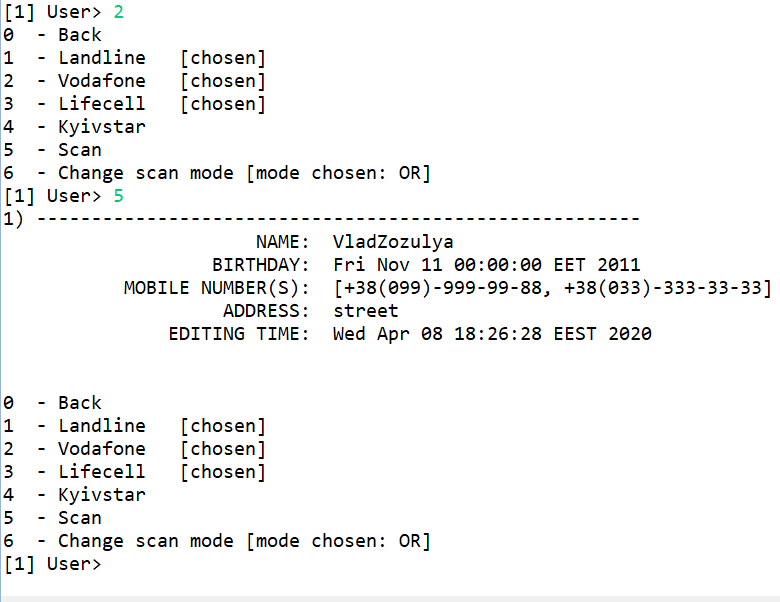 [1] User> 2
0  - Back
1  - Landline   [chosen]
2  - Vodafone   [chosen]
3  - Lifecell   [chosen]
4  - Kyivstar
5  - Scan
6  - Change scan mode [mode chosen: OR]
[1] User> 5
1) -------------------------------------------------------
NAME:  VladZozulya
BIRTHDAY:  Fri Nov 11 00:00:00 EET 2011
MOBILE NUMBER(S):  [+38(099)-999-99-88, +38(033)-333-33-33]
ADDRESS:  street
EDITING TIME:  Wed Apr 08 18:26:28 EEST 2020
0  - Back
1  - Landline   [chosen]
2  - Vodafone   [chosen]
3  - Lifecell   [chosen]
4  - Kyivstar
5  - Scan
6  - Change scan mode [mode chosen: OR]
[1] User>